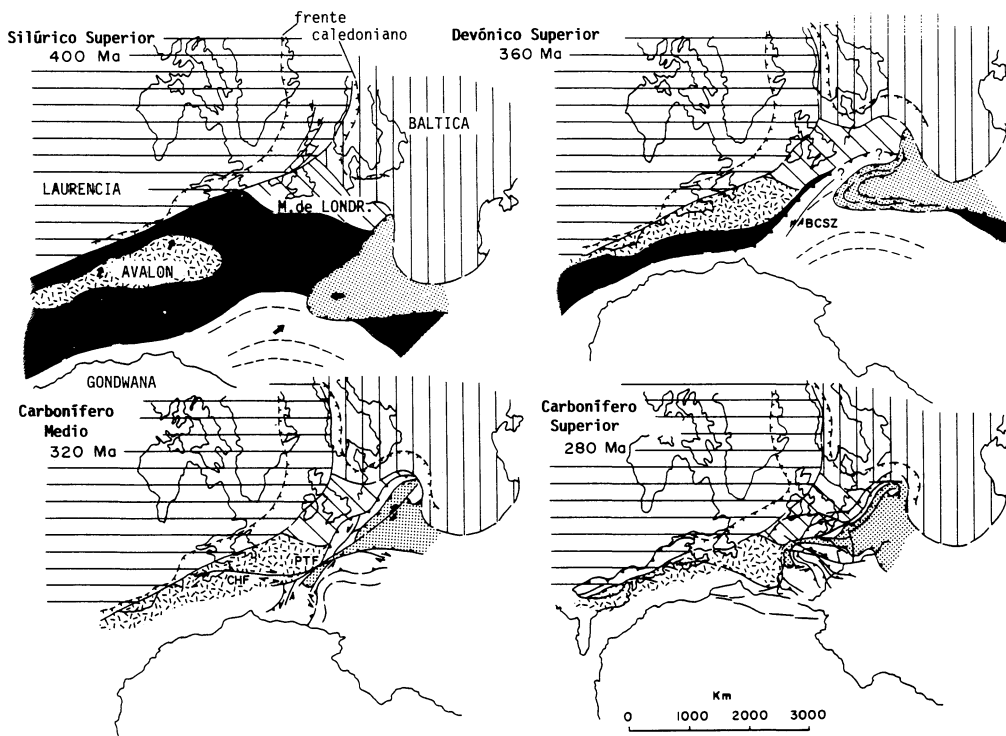 Silúrico Superior
400 Ma
frente
caledoniano
BALTICA
LAURENCIA
M. de LONDR.
AVALON
GONDWANA
Devónico Superior
360 Ma
?
?
BCSZ
Carbonífero
Medio
320 Ma
PTF
CHF
Carbonífero
Superior
280 Ma
Km
0 1000 2000 3000